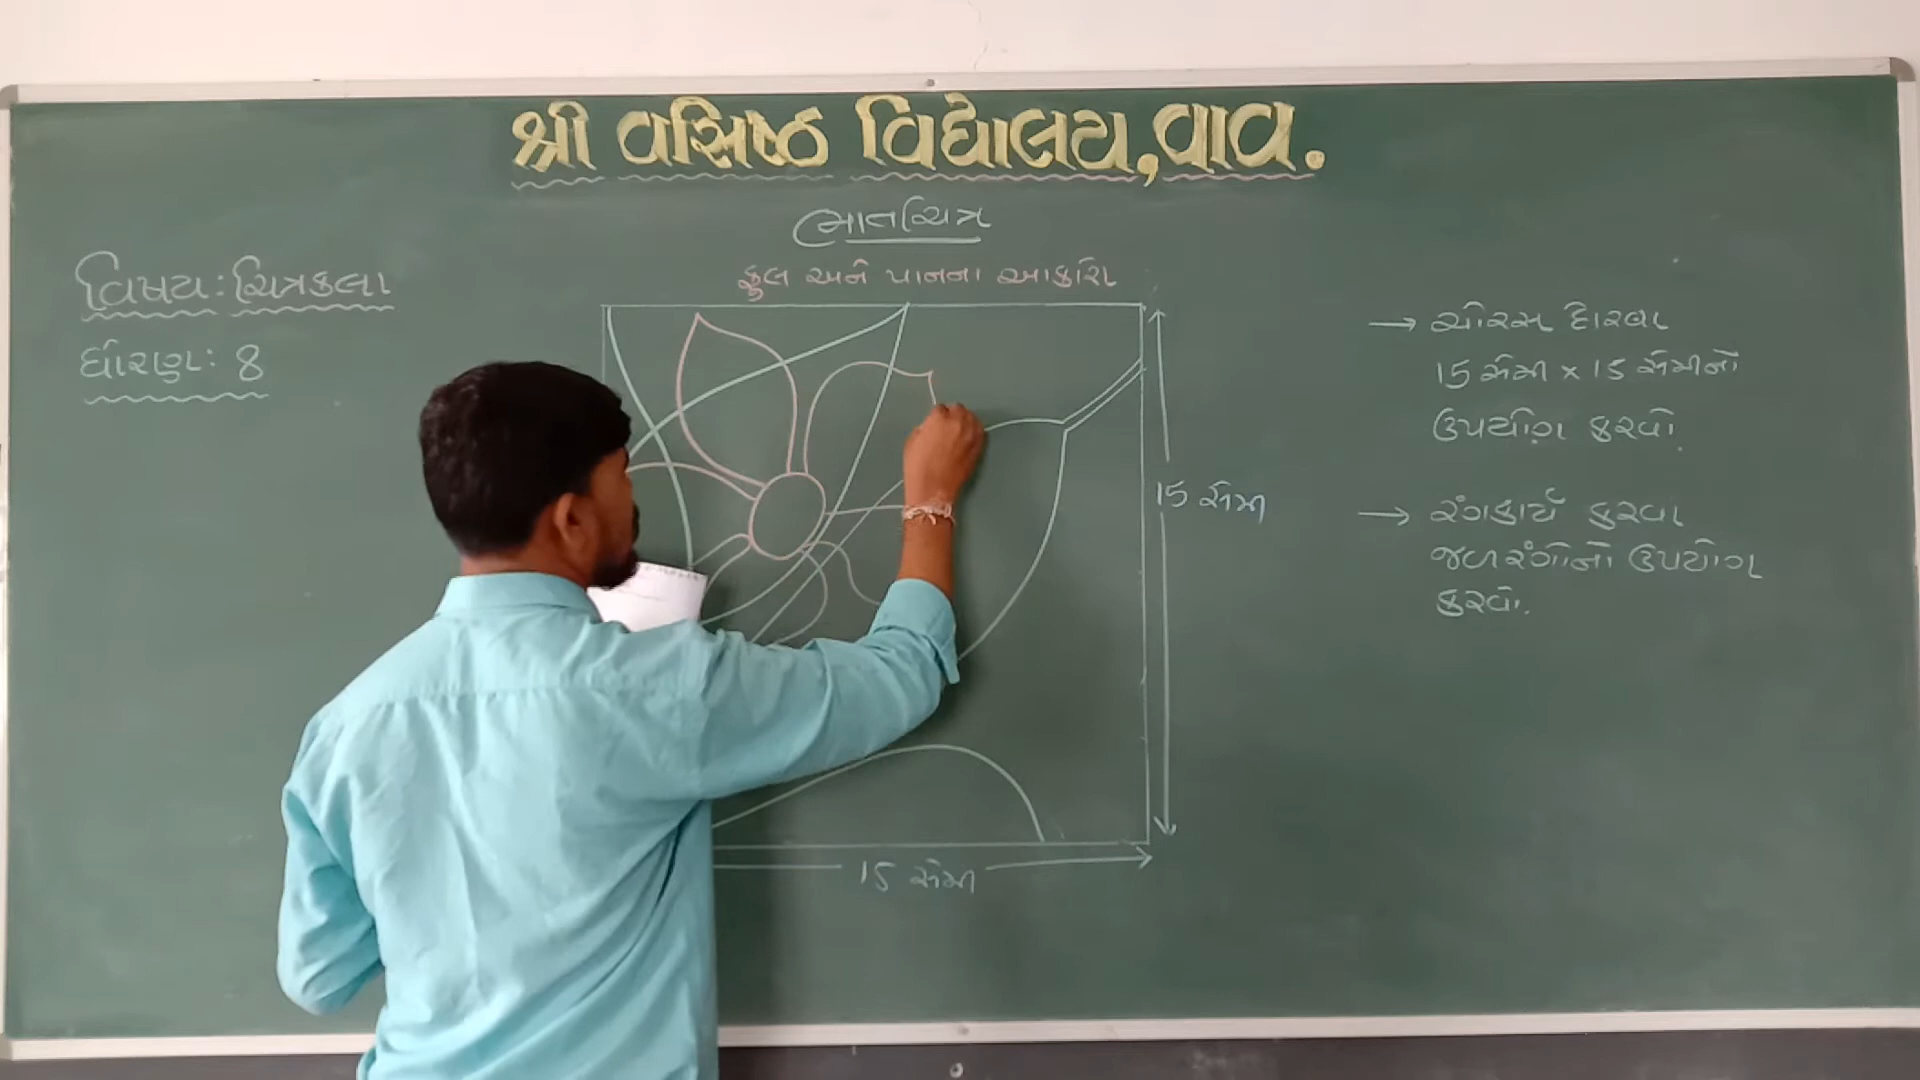 શ્રી વસિષ્ઠ વિદ્યાલય, વાવ.
ભાતચિત્ર
ફુલ અને પાનના આકારો
વિષય: ચિત્રકલા
ધોરણ: 8
15 સેમી
15 સેમી
→ ચોરસ દોરવા
15 સેમી × 15 સેમીનો
ઉપયોગ કરવો.
→ રંગકાર્ય કરવા
જળરંગોનો ઉપયોગ
કરવો.